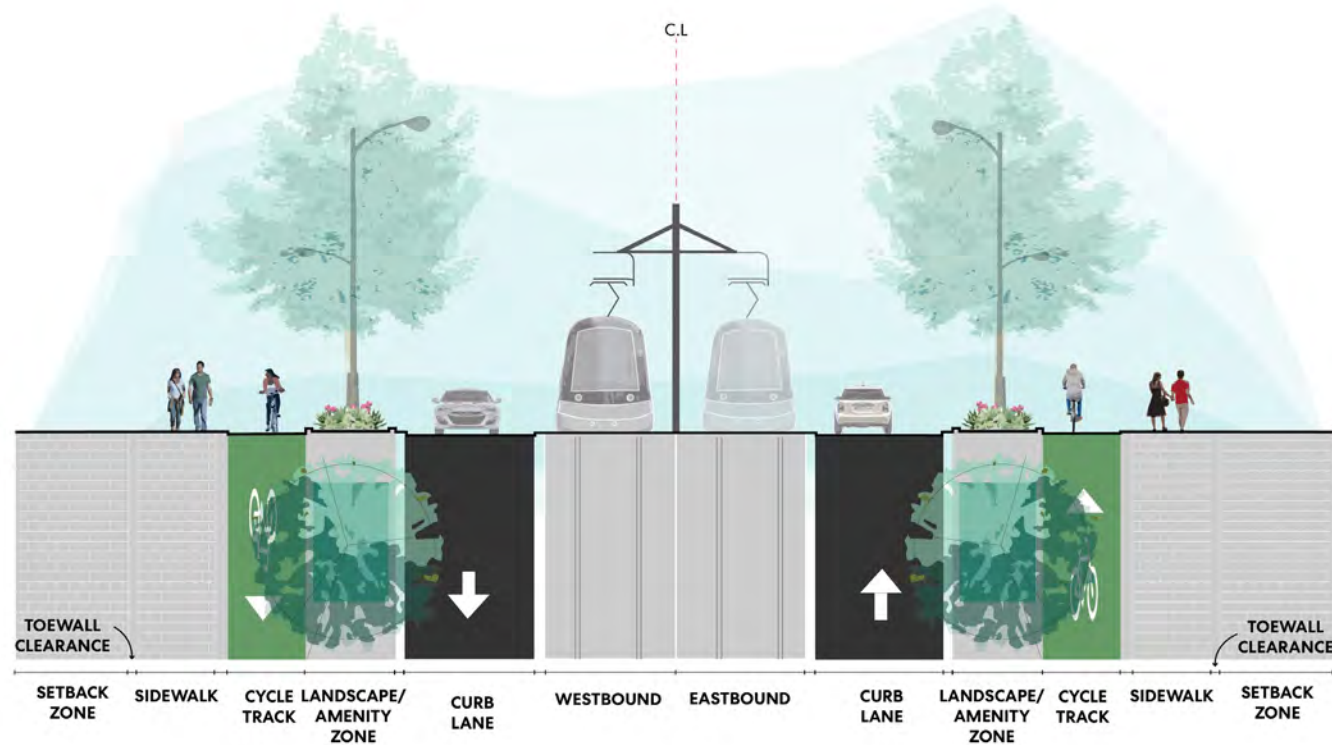 C.L
TOEWALL
CLEARANCE
TOEWALL
CLEARANCE
SETBACK
ZONE
SIDEWALK
CYCLE
TRACK
LANDSCAPE/
AMENITY
ZONE
CURB
LANE
WESTBOUND
EASTBOUND
CURB
LANE
LANDSCAPE/
AMENITY
ZONE
CYCLE
TRACK
SIDEWALK
SETBACK
ZONE